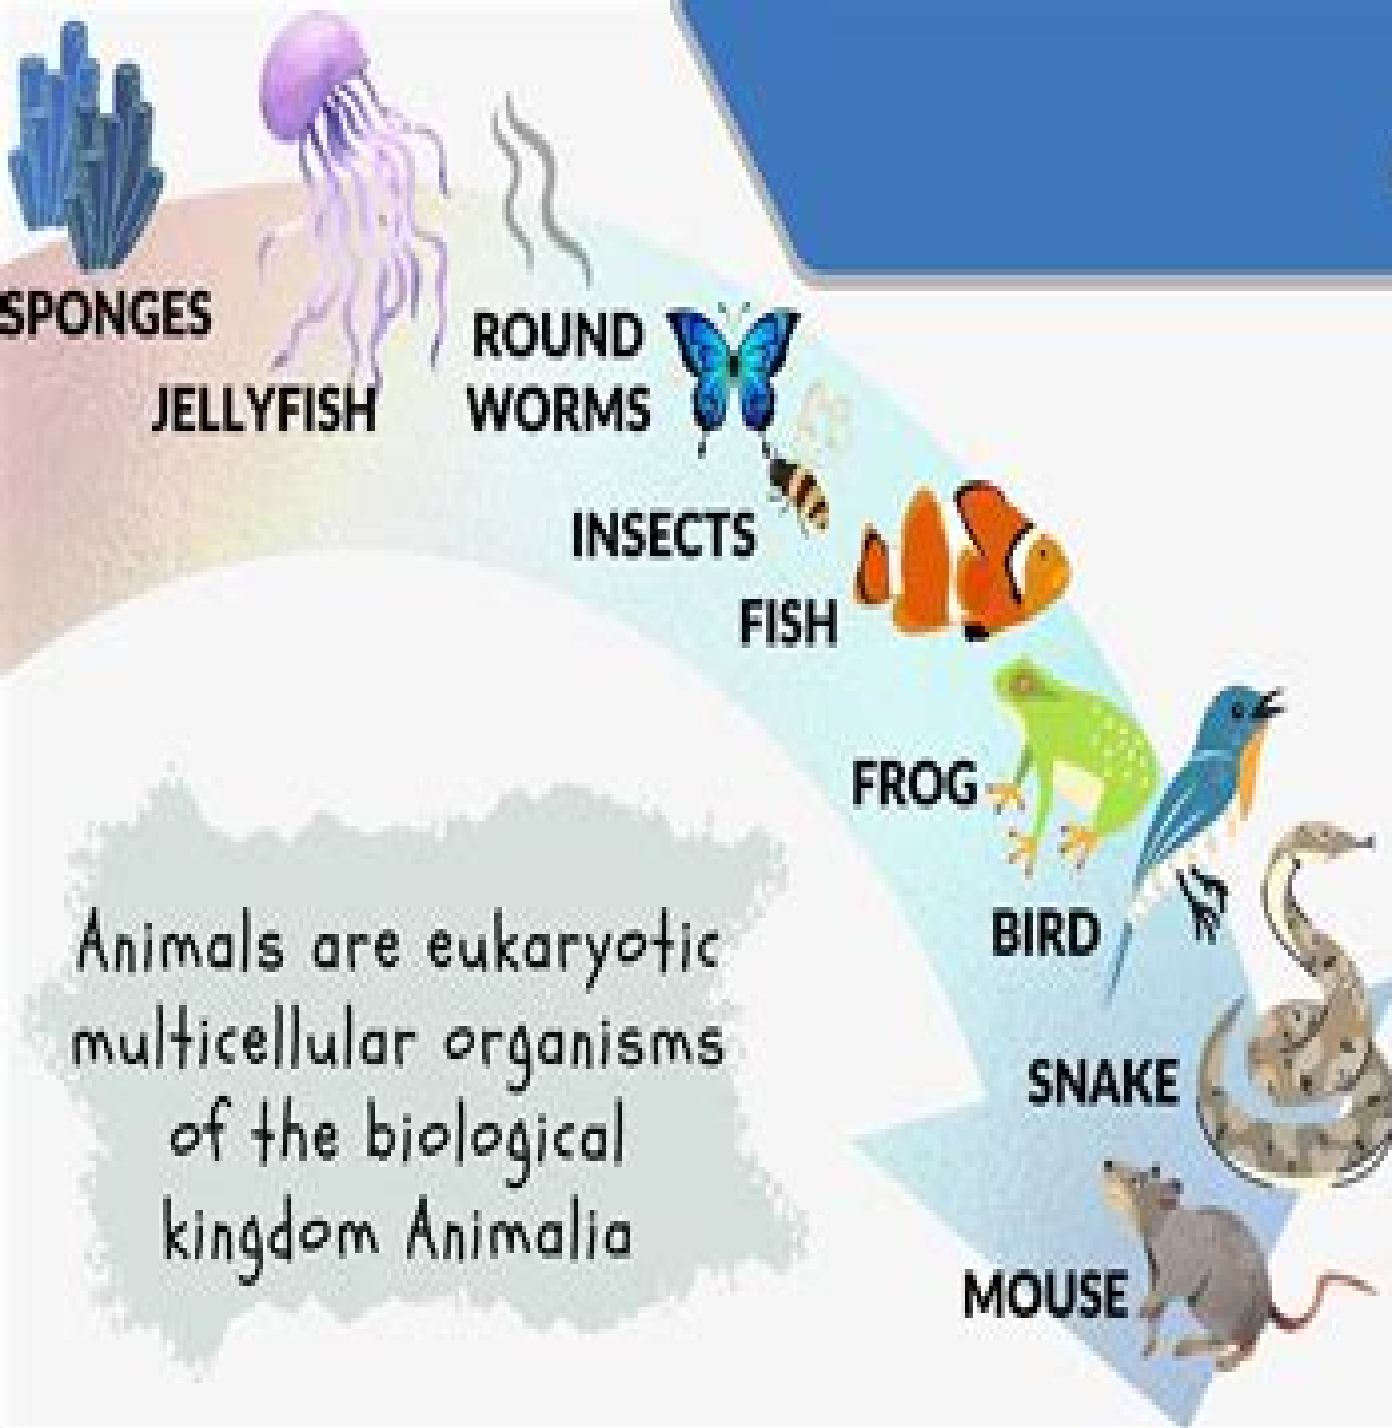 SPONGES
JELLYFISH
ROUND
WORMS
INSECTS
FISH
FROG
BIRD
SNAKE
MOUSE
Animals are eukaryotic
multicellular organisms
of the biological
kingdom Animalia